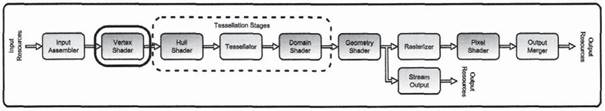 Tessellation Stages
Input
Resources
Input
Assembler
Vertex
Shader
Hull
Shader
Tessellator
Domain
Shader
Geometry
Shader
Rasterizer
Pixel
Shader
Output
Merger
Output
Resources
Stream
Output
Output
Resources